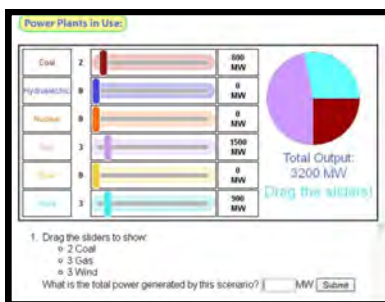 Power Plants in Use:
Coal 2 800 MW
Hydroelectric 0 0 MW
Nuclear 0 0 MW
Gas 3 1500 MW
0 0 MW
Wind 3 900 MW
Total Output:
3200 MW
Drag the sliders!
1. Drag the sliders to show:
2 Coal
3 Gas
3 Wind
What is the total power generated by this scenario? MW Submit